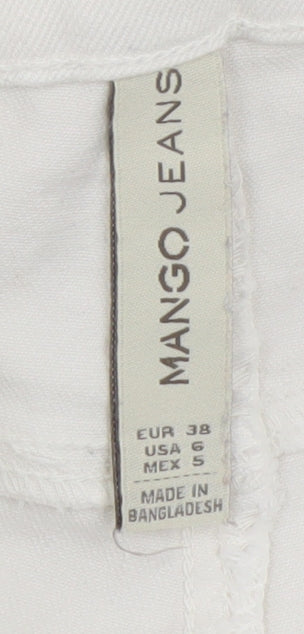 MANGO JEANS
EUR 38
USA 6
MEX 5
MADE IN
BANGLADESH